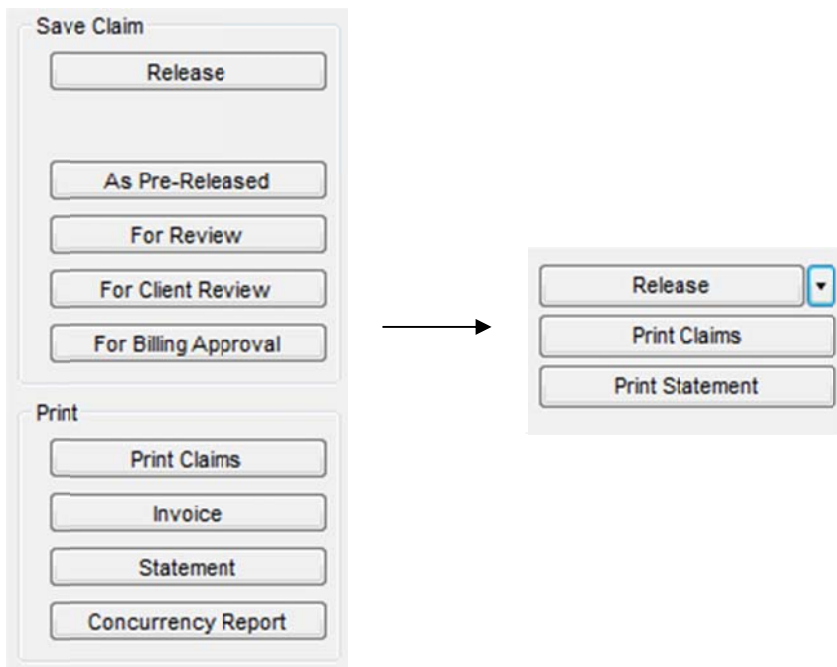 Save Claim
Release
As Pre-Released
For Review
For Client Review
For Billing Approval
Print
Print Claims
Invoice
Statement
Concurrency Report
Release
Print Claims
Print Statement